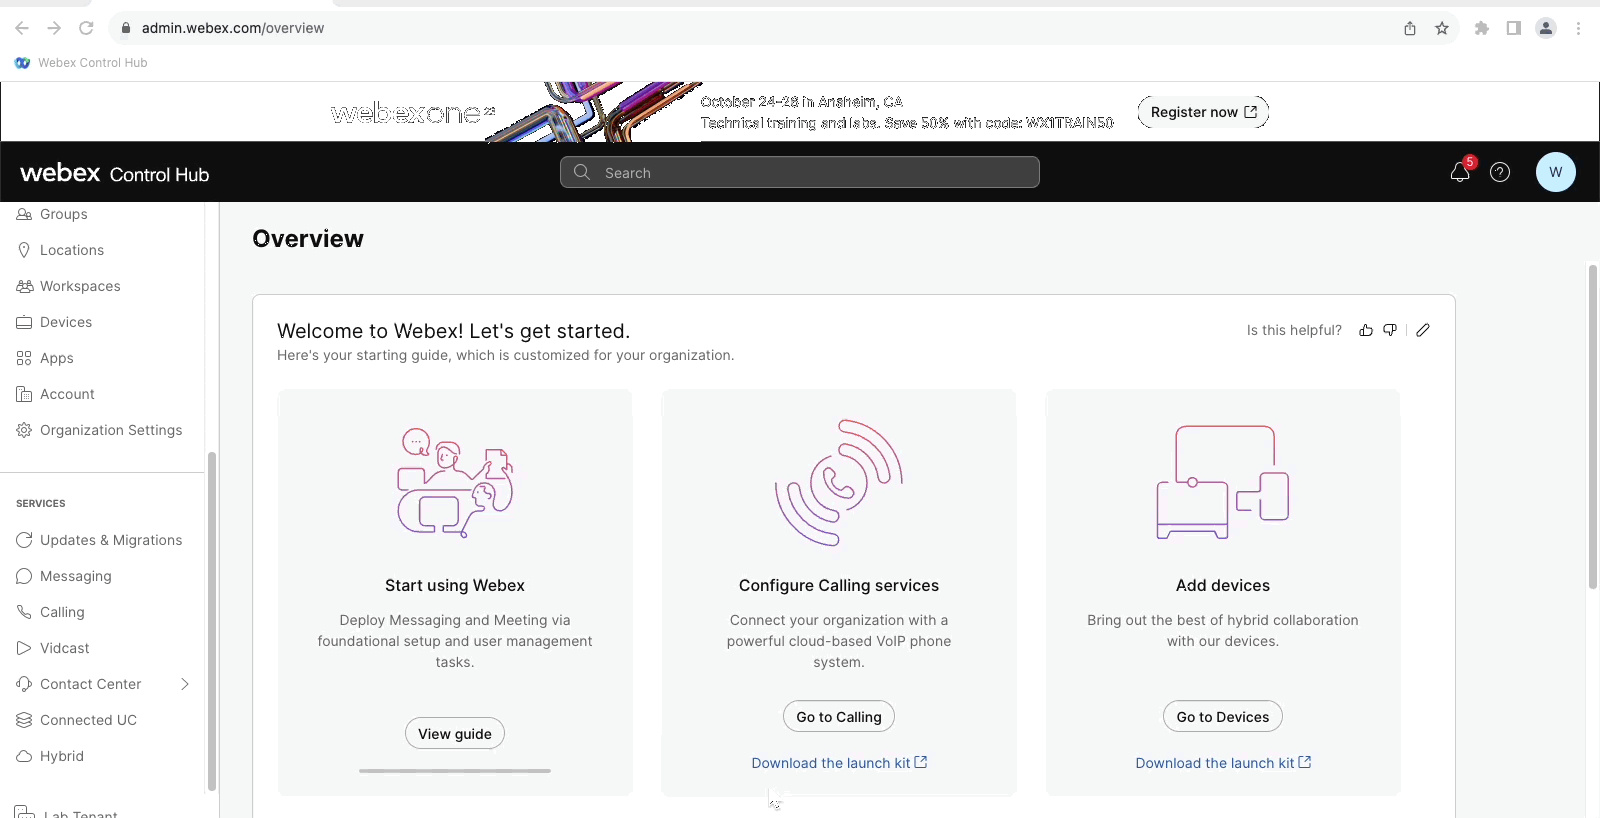 admin.webex.com/overview
Webex Control Hub
webexone
October 24-26 in Anaheim, CA
Technical training and labs. Save 50% with code: WX1TRAIN50
Register now
webex Control Hub
Search
5
W
Groups
Locations
Workspaces
Devices
Apps
Account
Organization Settings
SERVICES
Updates & Migrations
Messaging
Calling
Vidcast
Contact Center
Connected UC
Hybrid
Lab Tenant
Overview
Welcome to Webex! Let's get started.
Here's your starting guide, which is customized for your organization.
Is this helpful?
Start using Webex
Deploy Messaging and Meeting via
foundational setup and user management
tasks.
View guide
Configure Calling services
Connect your organization with a
powerful cloud-based VoIP phone
system.
Go to Calling
Download the launch kit
Add devices
Bring out the best of hybrid collaboration
with our devices.
Go to Devices
Download the launch kit